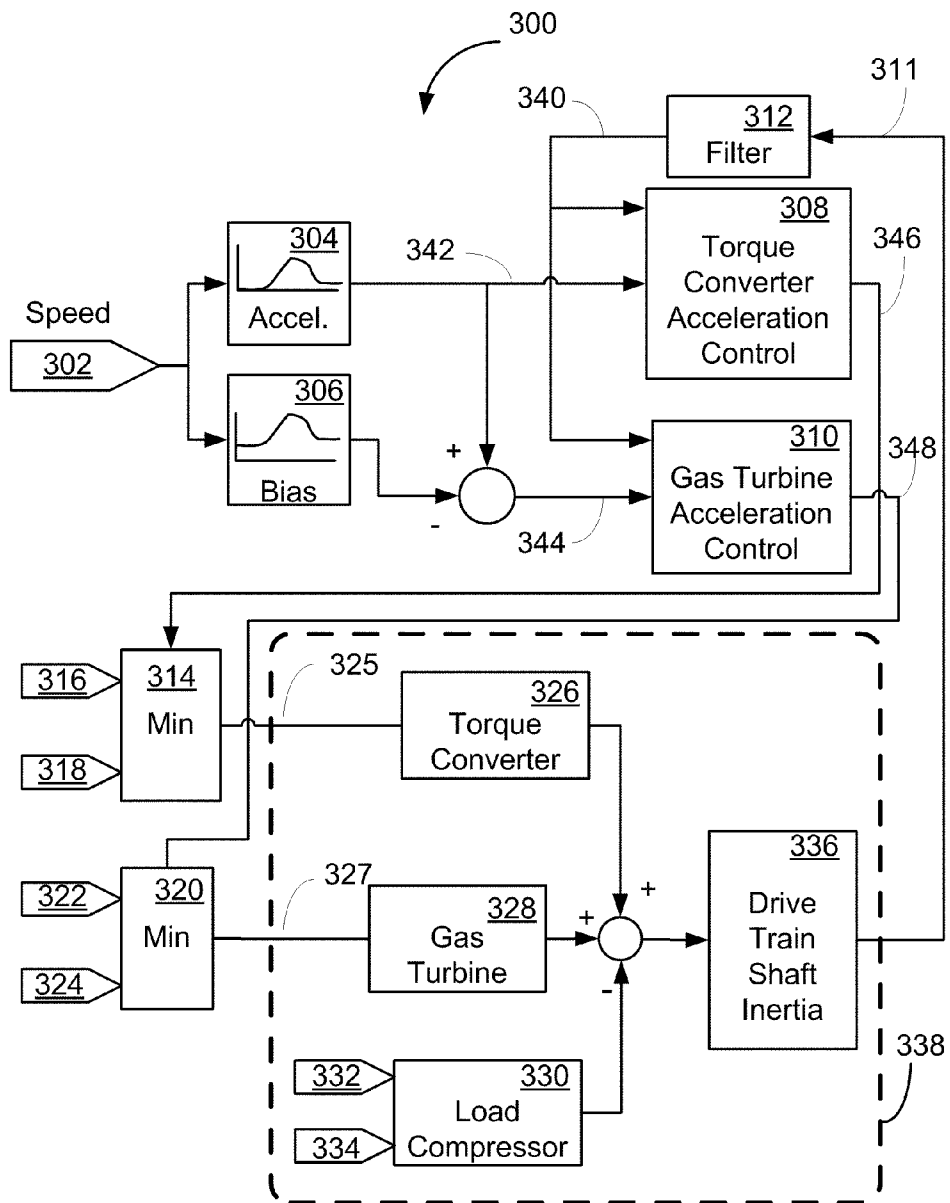 300
311
340
312
Filter
308
Torque
Converter
Acceleration
Control
346
304
Accel.
342
Speed
302
306
Bias
+
-
344
310
Gas Turbine
Acceleration
Control
348
316
314
Min
318
325
326
Torque
Converter
322
320
Min
324
327
328
Gas
Turbine
+
+
-
336
Drive
Train
Shaft
Inertia
332
330
Load
Compressor
334
338